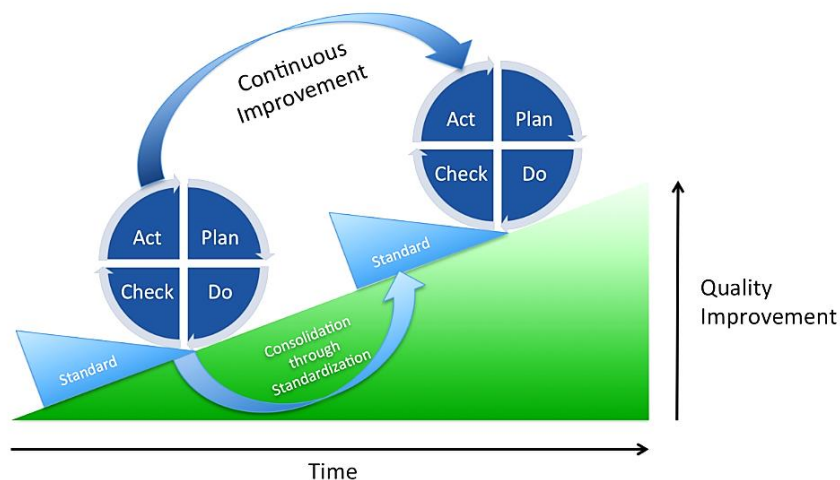 Continuous
Improvement
Act
Plan
Check
Do
Act
Plan
Check
Do
Standard
Standard
Consolidation
through
Standardization
Quality
Improvement
Time